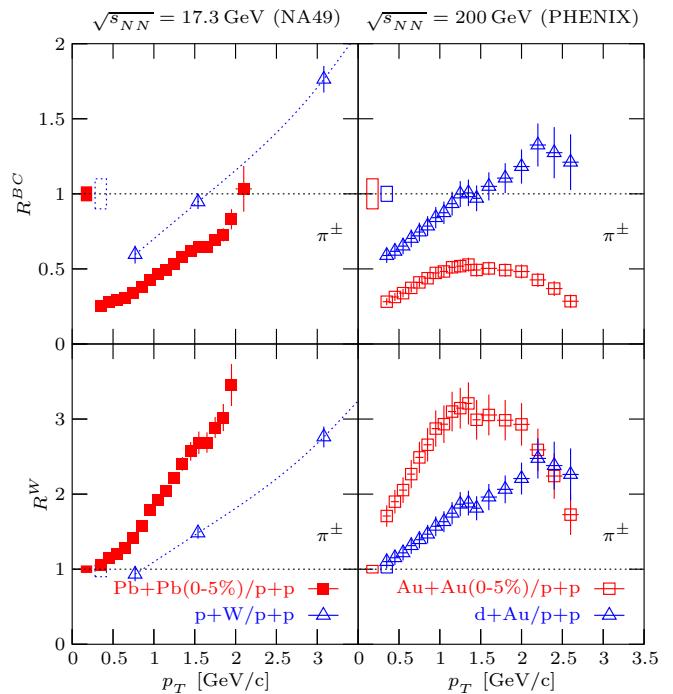 √s_NN = 17.3 GeV (NA49)   √s_NN = 200 GeV (PHENIX)
2
1.5
1
0.5
0
R^BC
π±   π±
3
2
1
0
R^W
π±   π±
Pb+Pb(0-5%)/p+p   Au+Au(0-5%)/p+p
p+W/p+p   d+Au/p+p
0 0.5 1 1.5 2 2.5 3   0 0.5 1 1.5 2 2.5 3 3.5
p_T [GeV/c]   p_T [GeV/c]